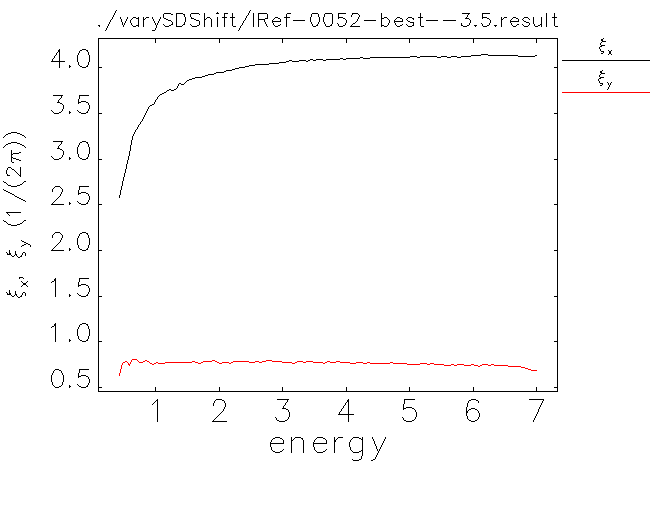 ./varySDShift/IRef-0052-best--3.5.result
ξx
ξy
4.0
3.5
3.0
2.5
2.0
1.5
1.0
0.5
ξx, ξy (1/(2π))
1 2 3 4 5 6 7
energy